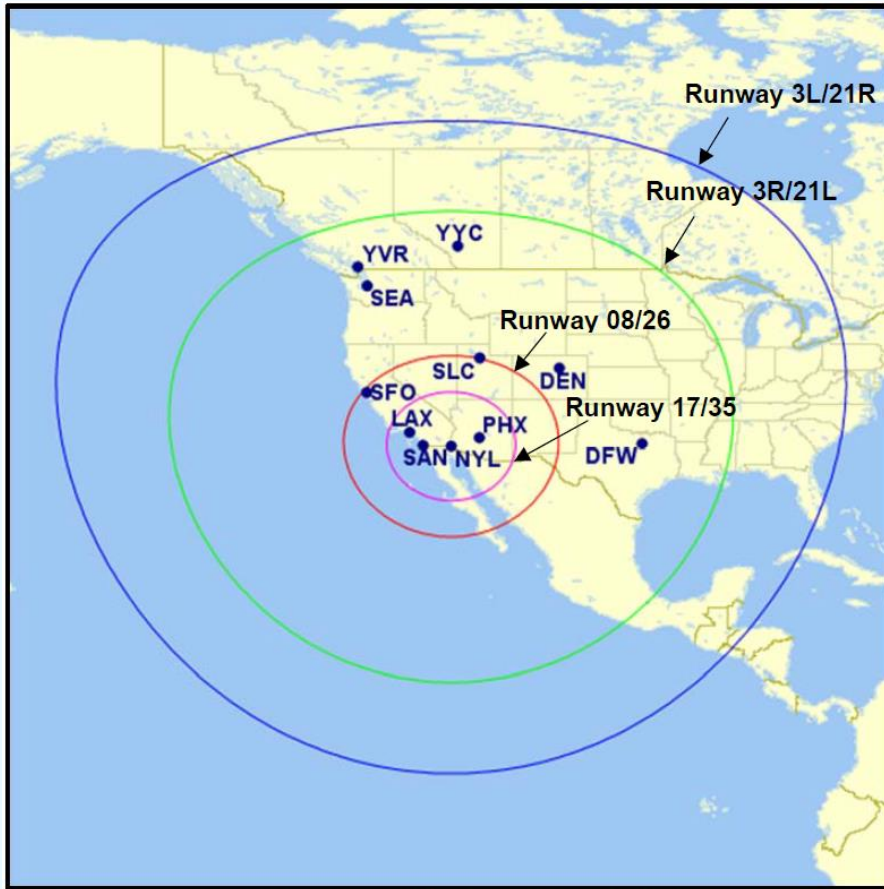 Runway 3L/21R
Runway 3R/21L
YYC
YVR
SEA
Runway 08/26
SLC
DEN
SFO
Runway 17/35
LAX
PHX
SAN
NYL
DFW